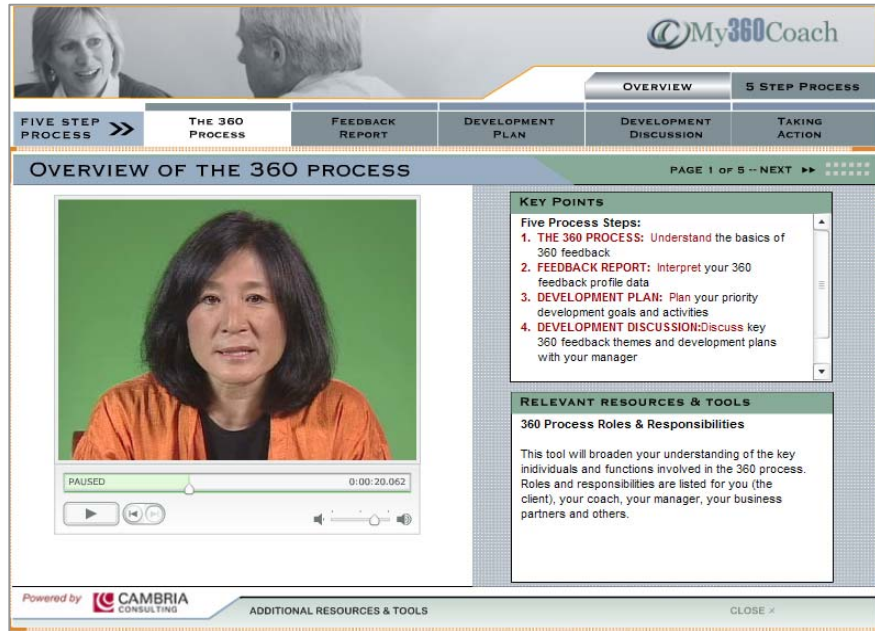 My360Coach
OVERVIEW
5 STEP PROCESS
FIVE STEP
PROCESS
THE 360
PROCESS
FEEDBACK
REPORT
DEVELOPMENT
PLAN
DEVELOPMENT
DISCUSSION
TAKING
ACTION
OVERVIEW OF THE 360 PROCESS
PAGE 1 OF 5 -- NEXT
KEY POINTS
Five Process Steps:
1. THE 360 PROCESS: Understand the basics of
360 feedback
2. FEEDBACK REPORT: Interpret your 360
feedback profile data
3. DEVELOPMENT PLAN: Plan your priority
development goals and activities
4. DEVELOPMENT DISCUSSION:Discuss key
360 feedback themes and development plans
with your manager
PAUSED
0:00:20.062
RELEVANT RESOURCES & TOOLS
360 Process Roles & Responsibilities
This tool will broaden your understanding of the key
inidividuals and functions involved in the 360 process.
Roles and responsibilities are listed for you (the
client), your coach, your manager, your business
partners and others.
Powered by
CAMBRIA
CONSULTING
ADDITIONAL RESOURCES & TOOLS
CLOSE x